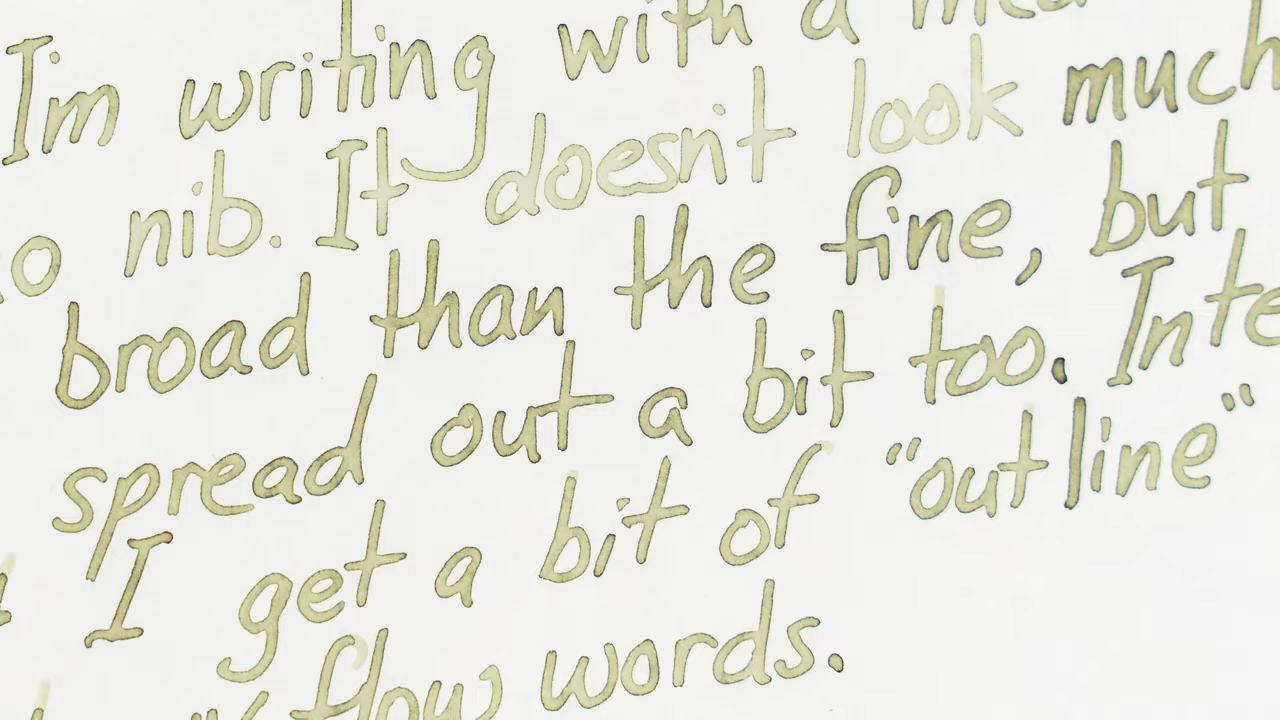 I'm writing with a
nib. It doesn't look much
broad than the fine, but
spread out a bit too.
I get a bit of "outline"
flow words.